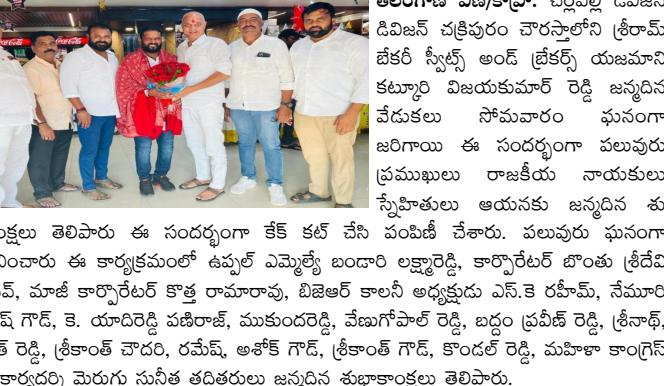 Coca-Cola
తెలంగాణ వాణి/కాప్రా: చర్లపల్లి డివిజన్
డివిజన్ చక్రిపురం చౌరస్తాలోని శ్రీరామ్
బేకరీ స్వీట్స్ అండ్ బ్రేకర్స్ యజమాని
కట్కూరి విజయకుమార్ రెడ్డి జన్మదిన
వేడుకలు సోమవారం ఘనంగా
జరిగాయి ఈ సందర్భంగా పలువురు
ప్రముఖులు రాజకీయ నాయకులు
స్నేహితులు ఆయనకు జన్మదిన శు
ంక్షలు తెలిపారు ఈ సందర్భంగా కేక్ కట్ చేసి పంపిణీ చేశారు. పలువురు ఘనంగా
నించారు ఈ కార్యక్రమంలో ఉప్పల్ ఎమ్మెల్యే బండారి లక్ష్మారెడ్డి, కార్పొరేటర్ బొంతు శ్రీదేవి
వ్, మాజీ కార్పొరేటర్ కొత్త రామారావు, బిజెఆర్ కాలనీ అధ్యక్షుడు ఎస్.కె రహీమ్, నేమూరి
ష్ గౌడ్, కె. యాదిరెడ్డి పణిరాజ్, ముకుందరెడ్డి, వేణుగోపాల్ రెడ్డి, బద్దం ప్రవీణ్ రెడ్డి, శ్రీనాథ్,
త్ రెడ్డి, శ్రీకాంత్ చౌదరి, రమేష్, అశోక్ గౌడ్, శ్రీకాంత్ గౌడ్, కొండల్ రెడ్డి, మహిళా కాంగ్రెస్
కార్యదర్శి మెరుగు సునీత తదితరులు జన్మదిన శుభాకాంక్షలు తెలిపారు.